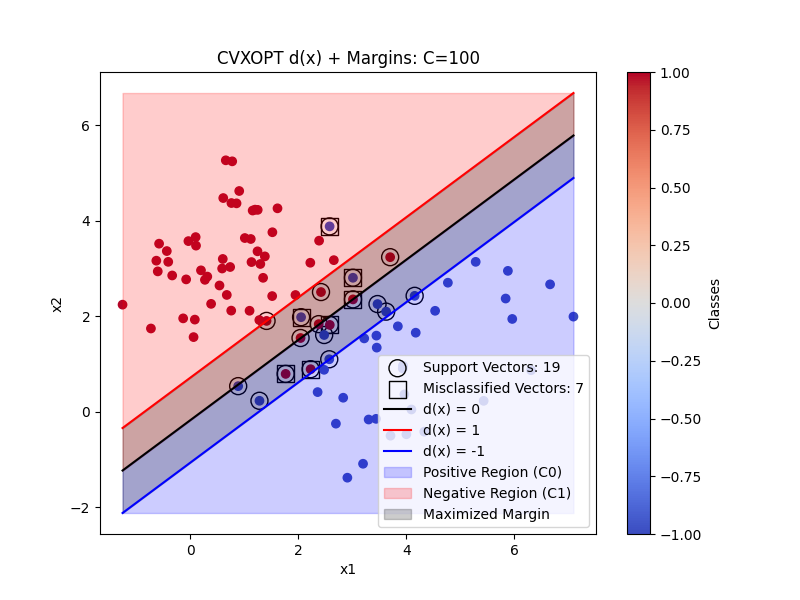 CVXOPT d(x) + Margins: C=100
x2
6
4
2
0
−2
0 2 4 6
x1
Support Vectors: 19
Misclassified Vectors: 7
d(x) = 0
d(x) = 1
d(x) = -1
Positive Region (C0)
Negative Region (C1)
Maximized Margin
1.00
0.75
0.50
0.25
0.00
−0.25
−0.50
−0.75
−1.00
Classes